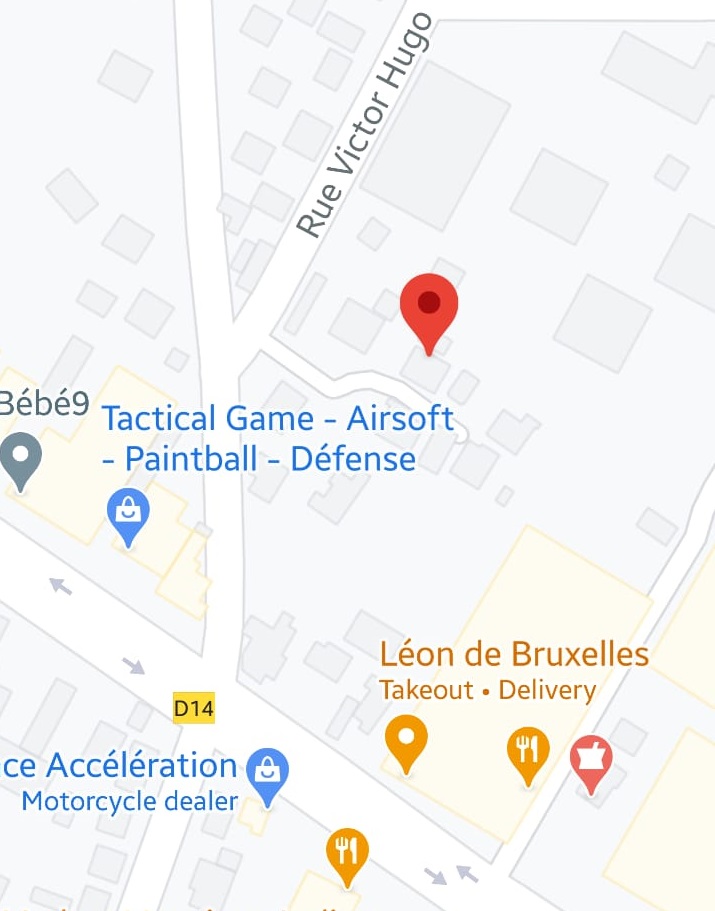 Rue Victor Hugo
Bébé9
Tactical Game - Airsoft
- Paintball - Défense
Léon de Bruxelles
Takeout • Delivery
D14
ce Accélération
Motorcycle dealer